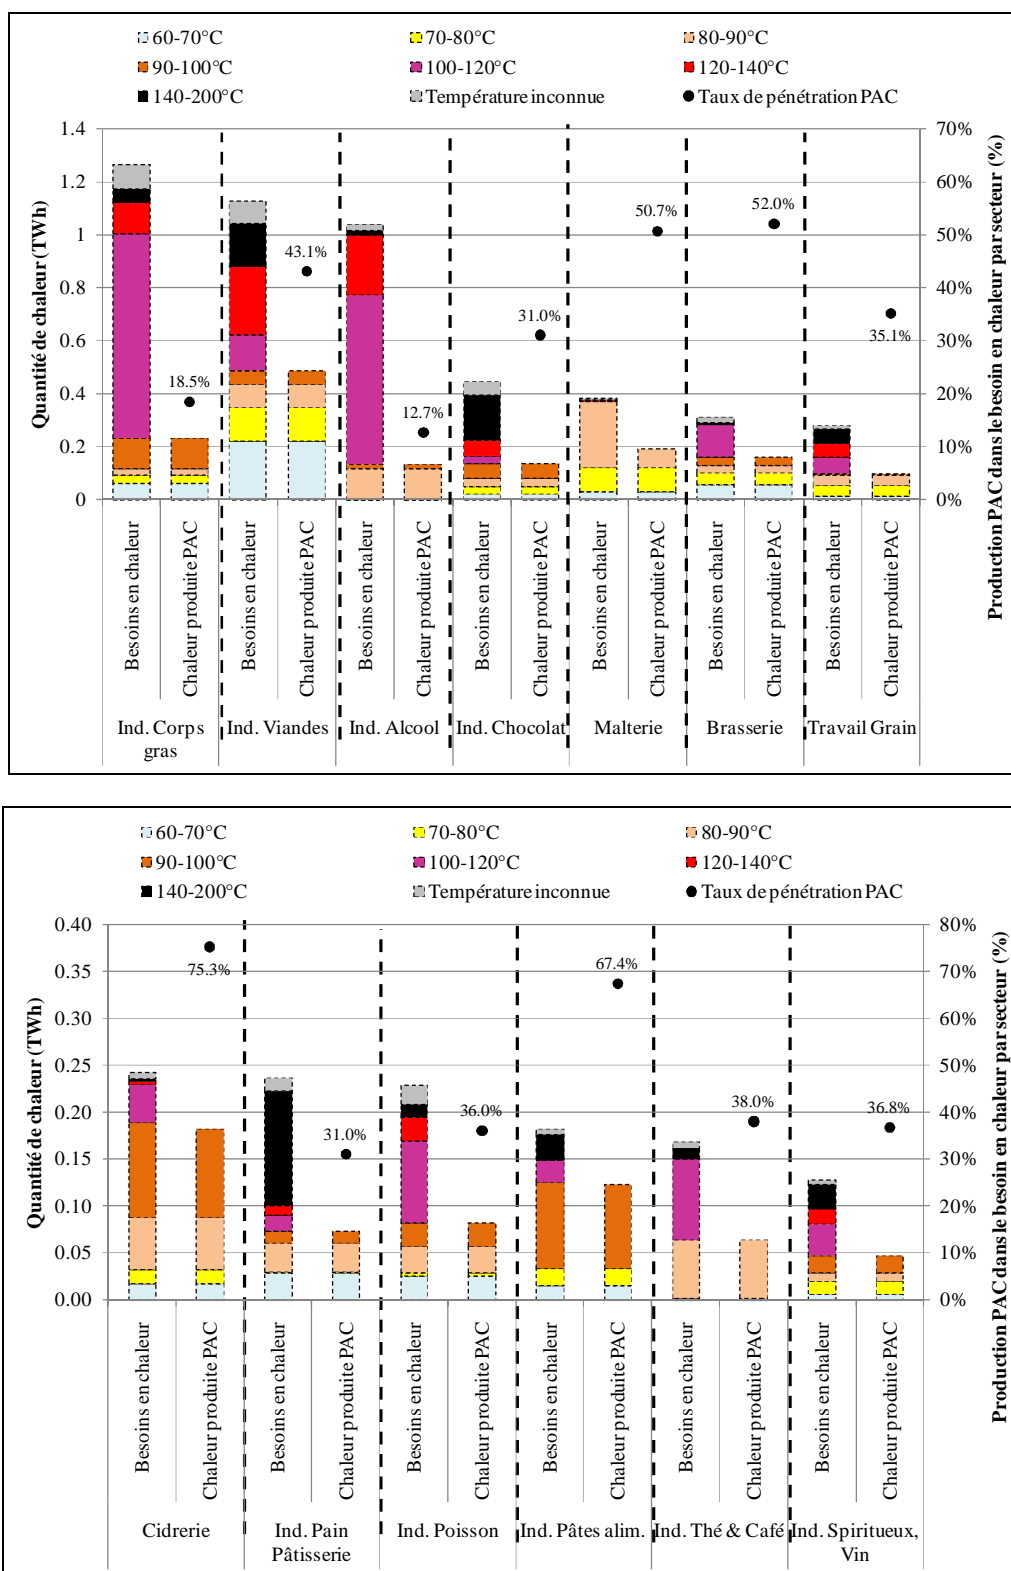 60-70°C
70-80°C
80-90°C
90-100°C
100-120°C
120-140°C
140-200°C
Température inconnue
Taux de pénétration PAC
Quantité de chaleur (TWh)
1.4
1.2
1
0.8
0.6
0.4
0.2
0
70%
60%
50%
40%
30%
20%
10%
0%
Production PAC dans le besoin en chaleur par secteur (%)
18.5%
43.1%
12.7%
31.0%
50.7%
52.0%
35.1%
Besoins en chaleur
Chaleur produite PAC
Besoins en chaleur
Chaleur produite PAC
Besoins en chaleur
Chaleur produite PAC
Besoins en chaleur
Chaleur produite PAC
Besoins en chaleur
Chaleur produite PAC
Besoins en chaleur
Chaleur produite PAC
Besoins en chaleur
Chaleur produite PAC
Ind. Corps
gras
Ind. Viandes
Ind. Alcool
Ind. Chocolat
Malterie
Brasserie
Travail Grain
60-70°C
70-80°C
80-90°C
90-100°C
100-120°C
120-140°C
140-200°C
Température inconnue
Taux de pénétration PAC
Quantité de chaleur (TWh)
0.40
0.35
0.30
0.25
0.20
0.15
0.10
0.05
0.00
80%
70%
60%
50%
40%
30%
20%
10%
0%
Production PAC dans le besoin en chaleur par secteur (%)
75.3%
31.0%
36.0%
67.4%
38.0%
36.8%
Besoins en chaleur
Chaleur produite PAC
Besoins en chaleur
Chaleur produite PAC
Besoins en chaleur
Chaleur produite PAC
Besoins en chaleur
Chaleur produite PAC
Besoins en chaleur
Chaleur produite PAC
Besoins en chaleur
Chaleur produite PAC
Cidrerie
Ind. Pain
Pâtisserie
Ind. Poisson
Ind. Pâtes alim.
Ind. Thé & Café
Ind. Spiritueux,
Vin